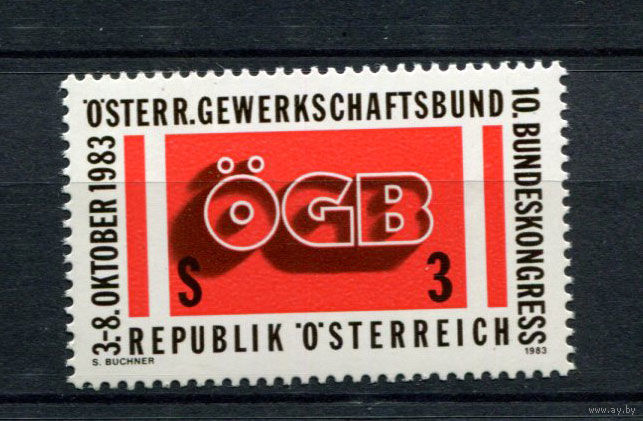 ÖSTERR.GEWERKSCHAFTSBUND
3.-8.OKTOBER 1983
10.BUNDESKONGRESS
ÖGB
S 3
REPUBLIK ÖSTERREICH
S. BUCHNER
1983
www.ay.by